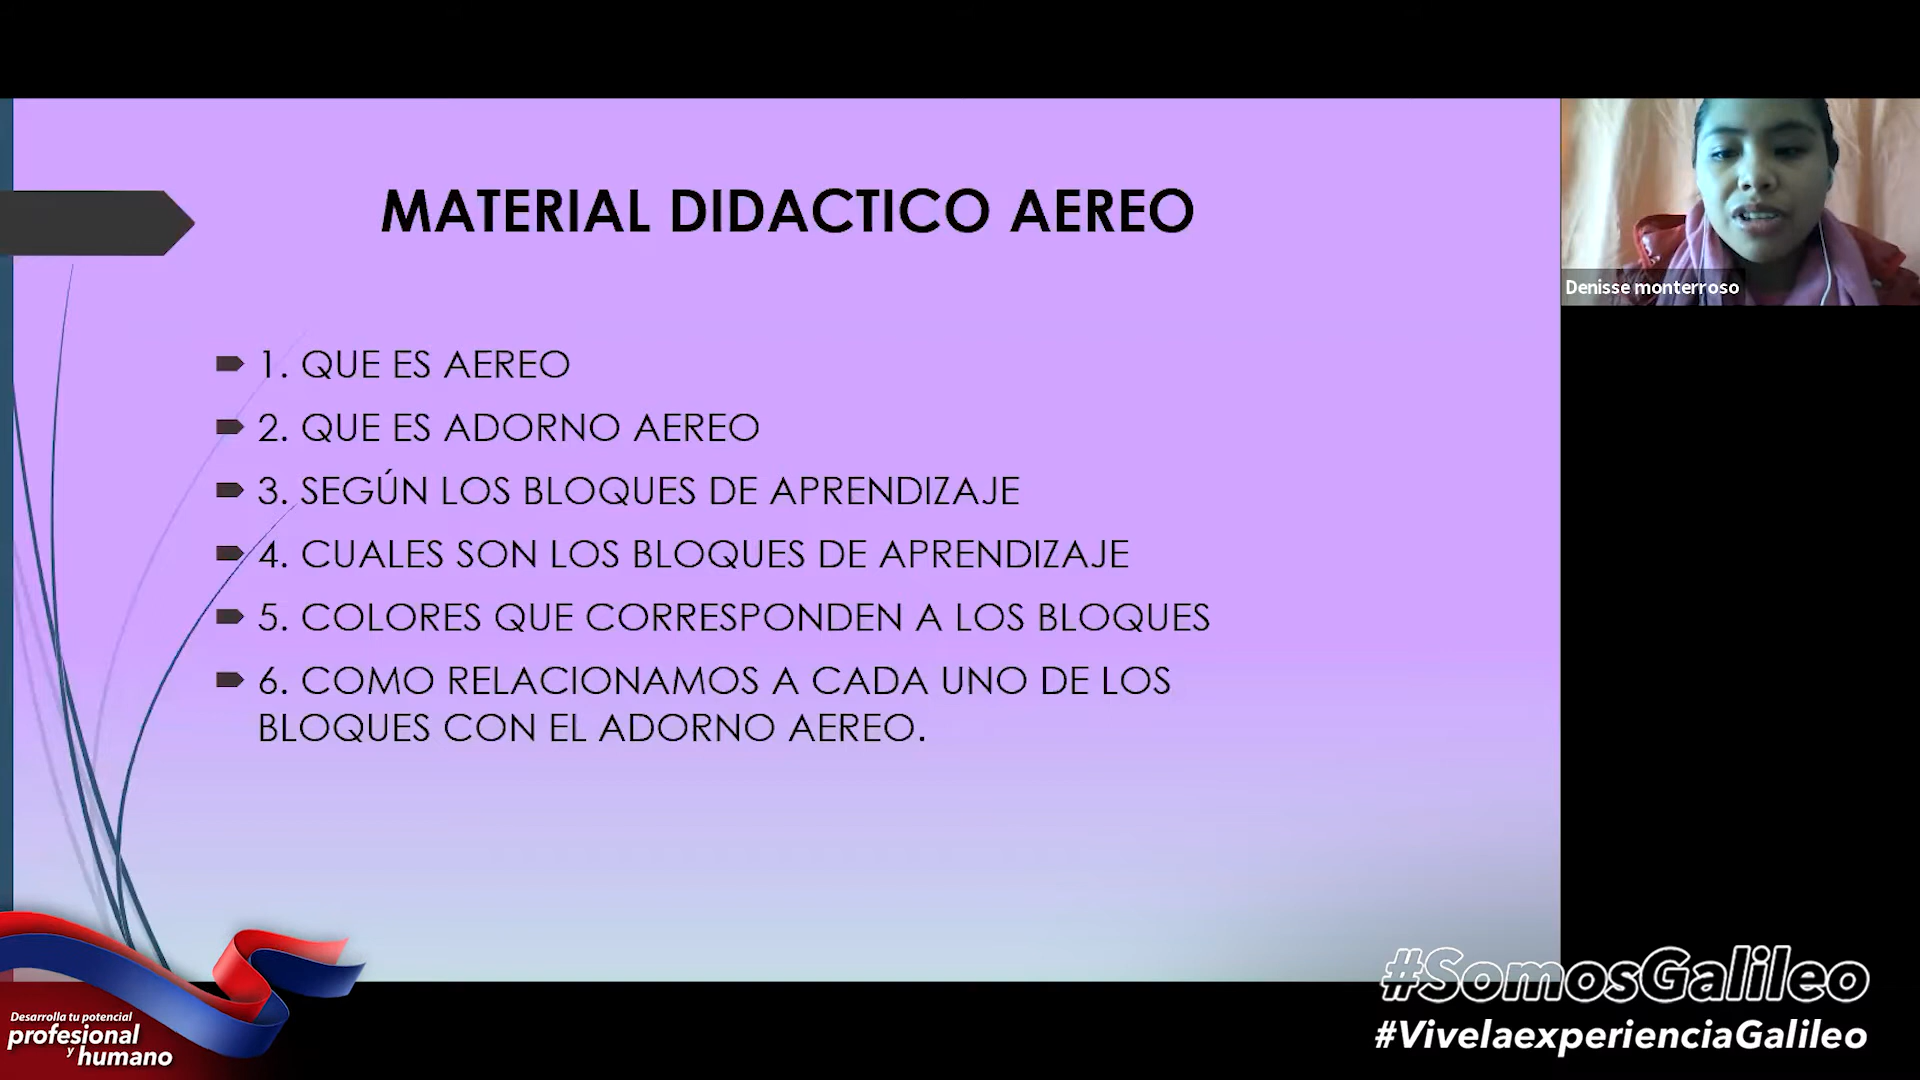 MATERIAL DIDACTICO AEREO
Denisse monterroso
1. QUE ES AEREO
2. QUE ES ADORNO AEREO
3. SEGÚN LOS BLOQUES DE APRENDIZAJE
4. CUALES SON LOS BLOQUES DE APRENDIZAJE
5. COLORES QUE CORRESPONDEN A LOS BLOQUES
6. COMO RELACIONAMOS A CADA UNO DE LOS
BLOQUES CON EL ADORNO AEREO.
#SomosGalileo
#VivelaexperienciaGalileo
Desarrolla tu potencial
profesional
y humano